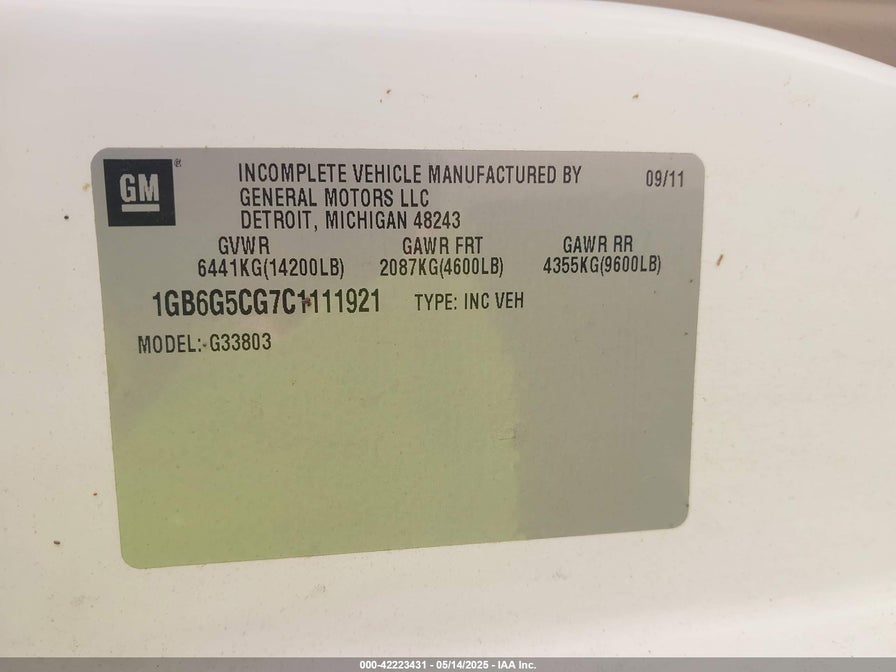 GM ®
INCOMPLETE VEHICLE MANUFACTURED BY 09/11
GENERAL MOTORS LLC
DETROIT, MICHIGAN 48243
GVWR GAWR FRT GAWR RR
6441KG(14200LB) 2087KG(4600LB) 4355KG(9600LB)
1GB6G5CG7C1111921 TYPE: INC VEH
MODEL: G33803
000-42223431 - 05/14/2025 - IAA Inc.